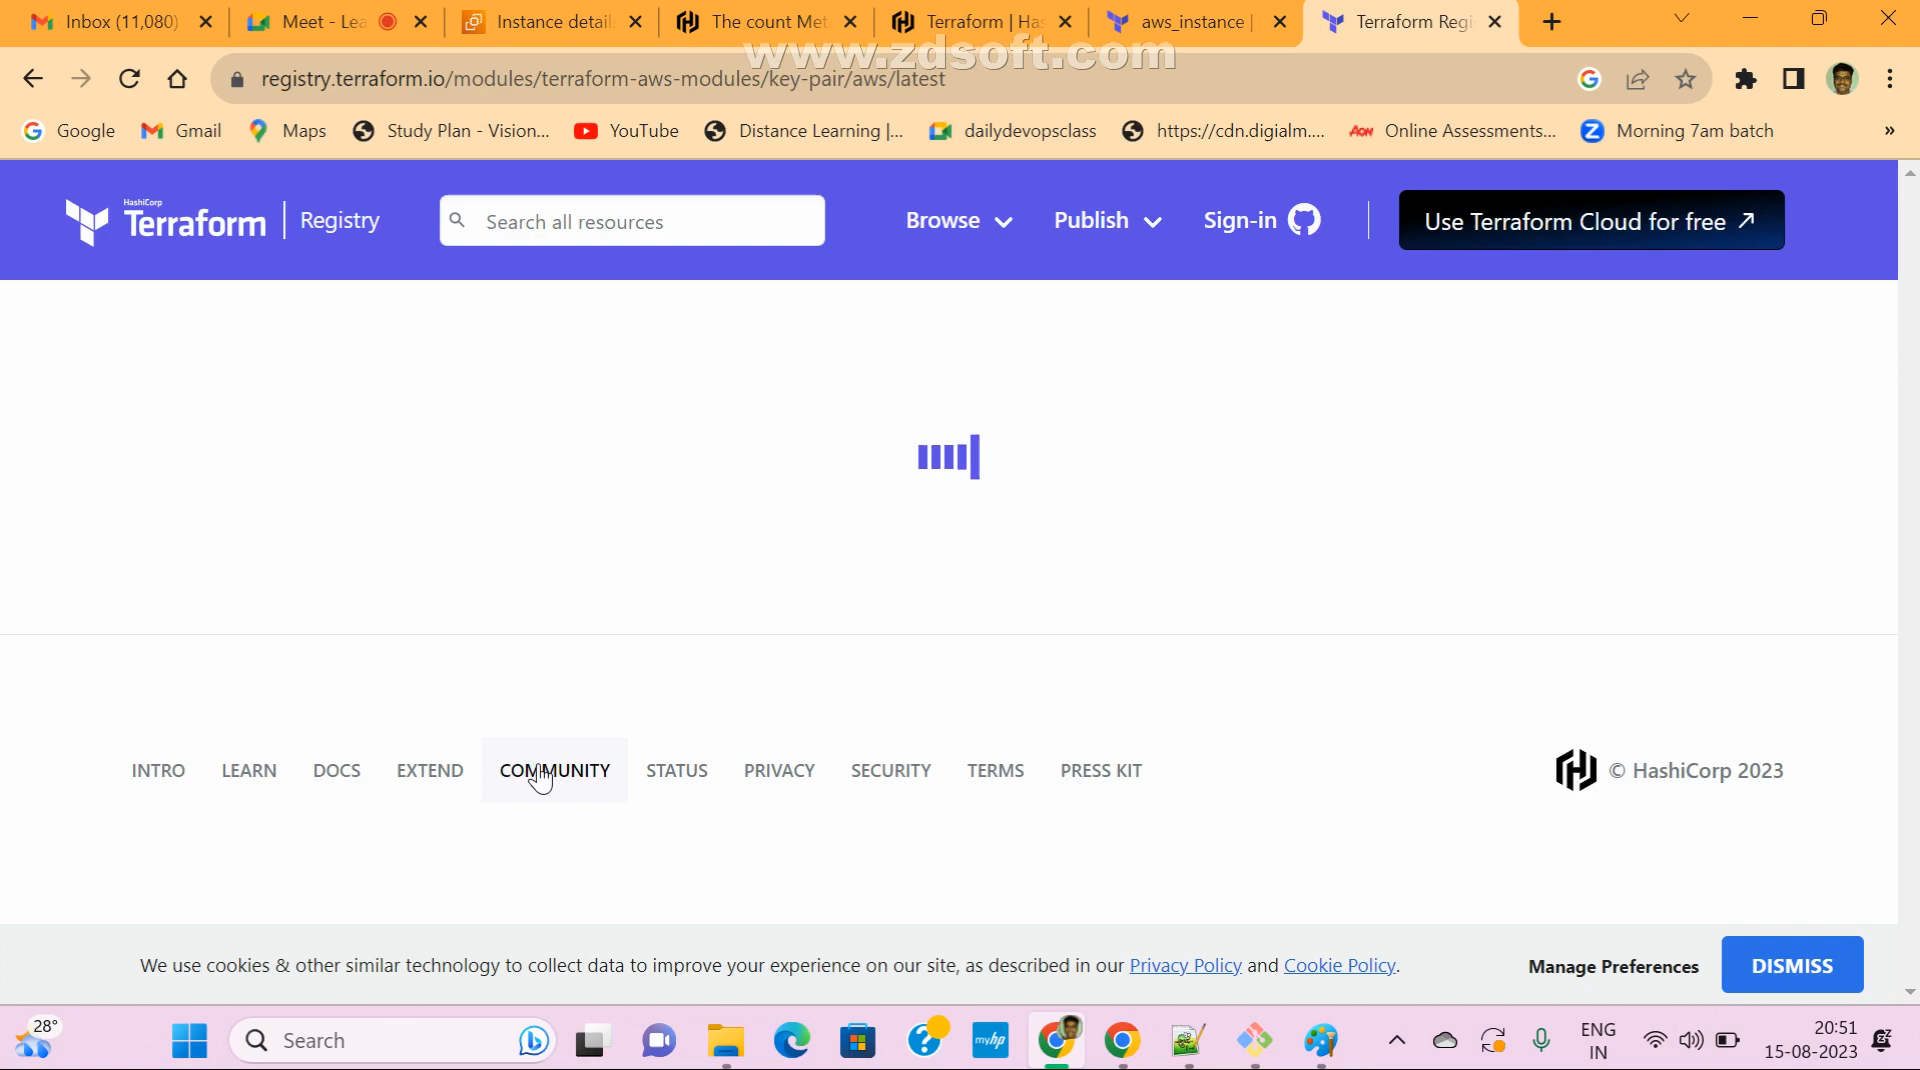 Inbox (11,080)
Meet - Lea
Instance detail
The count Met
Terraform | Has
aws_instance |
Terraform Regi
www.zdsoft.com
registry.terraform.io/modules/terraform-aws-modules/key-pair/aws/latest
Google
Gmail
Maps
Study Plan - Vision...
YouTube
Distance Learning |...
dailydevopsclass
https://cdn.digialm....
AON Online Assessments...
Morning 7am batch
»
HashiCorp
Terraform
Registry
Search all resources
Browse
Publish
Sign-in
Use Terraform Cloud for free ↗
INTRO
LEARN
DOCS
EXTEND
COMMUNITY
STATUS
PRIVACY
SECURITY
TERMS
PRESS KIT
© HashiCorp 2023
We use cookies & other similar technology to collect data to improve your experience on our site, as described in our Privacy Policy and Cookie Policy.
Manage Preferences
DISMISS
28°
Search
myhp
ENG
IN
20:51
15-08-2023